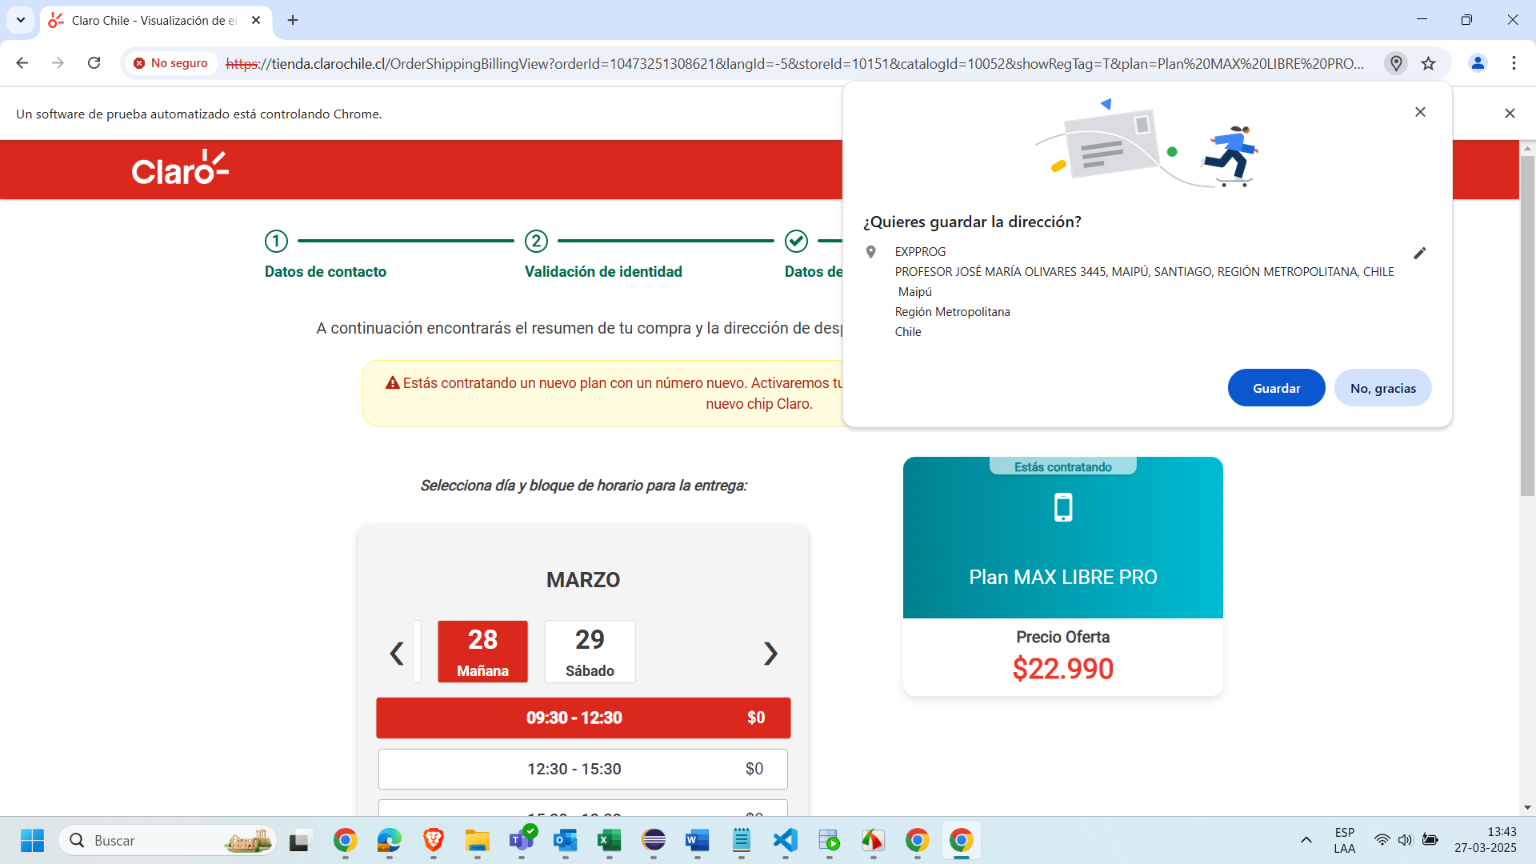 Claro Chile - Visualización de
No seguro
https://tienda.clarochile.cl/OrderShippingBillingView?orderId=10473251308621&langId=-5&storeId=10151&catalogId=10052&showRegTag=T&plan=Plan%20MAX%20LIBRE%20PRO...
Un software de prueba automatizado está controlando Chrome.
Claro
¿Quieres guardar la dirección?
EXPPROG
PROFESOR JOSÉ MARÍA OLIVARES 3445, MAIPÚ, SANTIAGO, REGIÓN METROPOLITANA, CHILE
Maipú
Región Metropolitana
Chile
Guardar
No, gracias
1
2
Datos de contacto
Validación de identidad
Datos de
A continuación encontrarás el resumen de tu compra y la dirección de
Estás contratando un nuevo plan con un número nuevo. Activaremos tu
nuevo chip Claro.
Selecciona día y bloque de horario para la entrega:
MARZO
28
Mañana
29
Sábado
09:30 - 12:30 $0
12:30 - 15:30 $0
Estás contratando
Plan MAX LIBRE PRO
Precio Oferta
$22.990
Buscar
ESP
LAA
13:43
27-03-2025